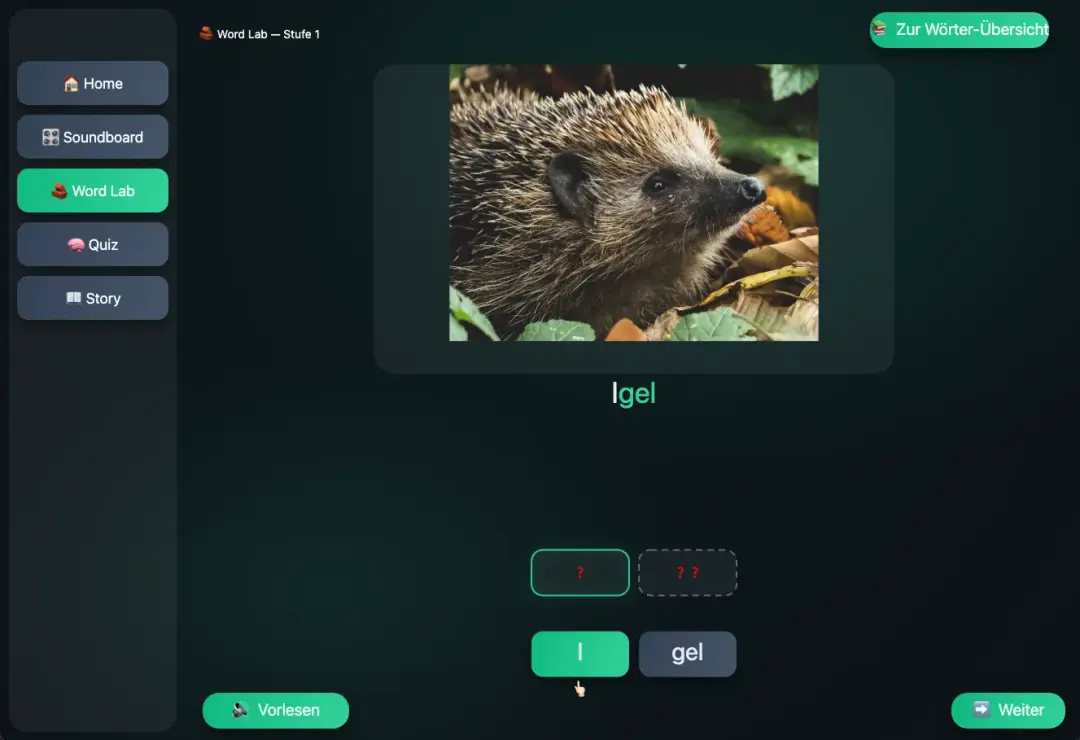 Word Lab — Stufe 1
Zur Wörter-Übersicht
Home
Soundboard
Word Lab
Quiz
Story
Igel
?
? ?
I
gel
Vorlesen
Weiter